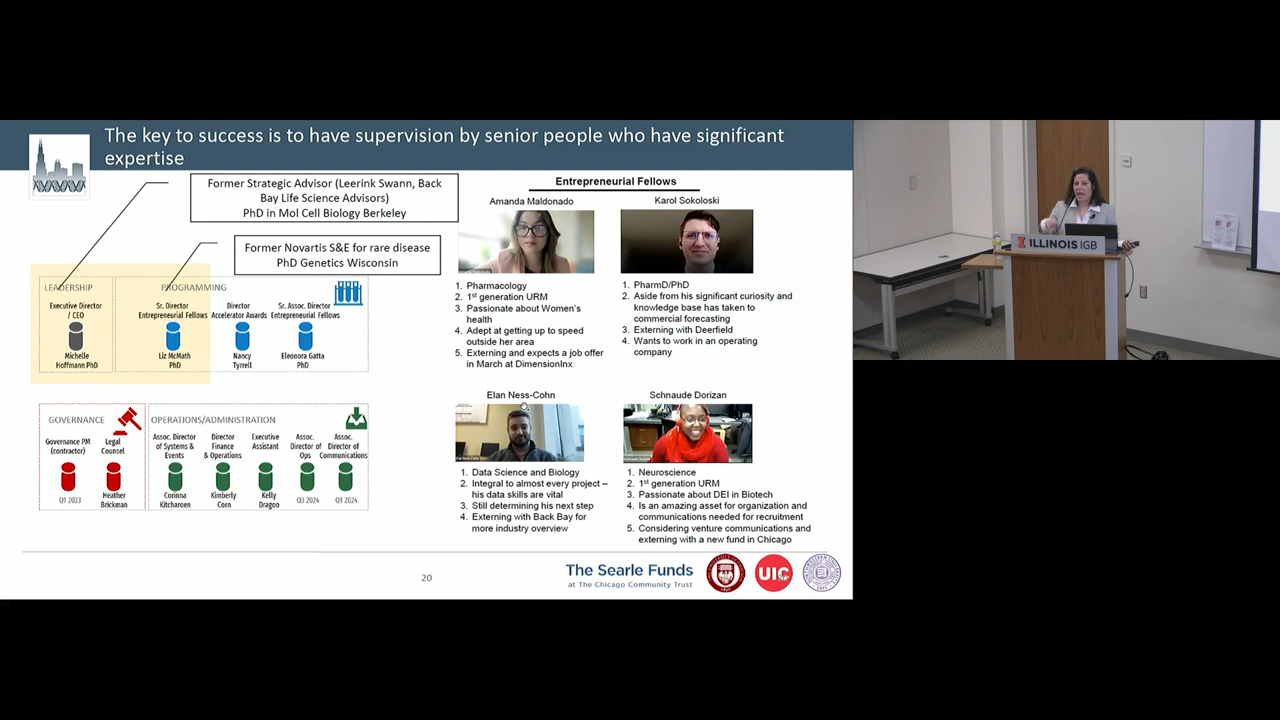 The key to success is to have supervision by senior people who have significant
expertise
Former Strategic Advisor (Leerink Swann, Back
Bay Life Science Advisors)
PhD in Mol Cell Biology Berkeley
Former Novartis S&E for rare disease
PhD Genetics Wisconsin
LEADERSHIP
Executive Director
/ CEO
Michelle
Hoffmann PhD
PROGRAMMING
Sr. Director
Entrepreneurial Fellows
Liz McMath
PhD
Director
Accelerator Awards
Nancy
Tyrrell
Sr. Assoc. Director
Entrepreneurial Fellows
Eleonora Gatta
PhD
GOVERNANCE
Governance PM
(contractor)
Q1 2023
Legal
Counsel
Heather
Brickman
OPERATIONS/ADMINISTRATION
Assoc. Director
of Systems &
Events
Corinna
Kitcharoen
Director
Finance
& Operations
Kimberly
Corn
Executive
Assistant
Kelly
Dragoo
Assoc.
Director of
Ops
Q3 2024
Assoc.
Director of
Communications
Q1 2024
Entrepreneurial Fellows
Amanda Maldonado
1. Pharmacology
2. 1st generation URM
3. Passionate about Women's
health
4. Adept at getting up to speed
outside her area
5. Externing and expects a job offer
in March at DimensionInx
Karol Sokoloski
1. PharmD/PhD
2. Aside from his significant curiosity and
knowledge base has taken to
commercial forecasting
3. Externing with Deerfield
4. Wants to work in an operating
company
Elan Ness-Cohn
1. Data Science and Biology
2. Integral to almost every project –
his data skills are vital
3. Still determining his next step
4. Externing with Back Bay for
more industry overview
Schnaude Dorizan
1. Neuroscience
2. 1st generation URM
3. Passionate about DEI in Biotech
4. Is an amazing asset for organization and
communications needed for recruitment
5. Considering venture communications and
externing with a new fund in Chicago
20
The Searle Funds
at The Chicago Community Trust
UIC
I ILLINOIS IGB